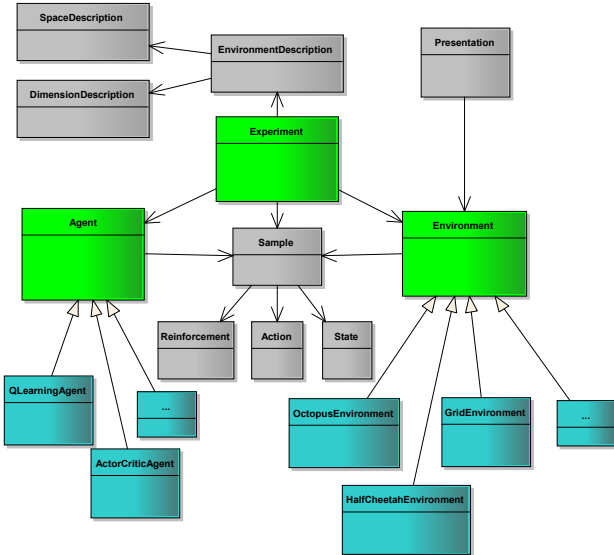 SpaceDescription
EnvironmentDescription
Presentation
DimensionDescription
Experiment
Agent
Sample
Environment
Reinforcement
Action
State
QLearningAgent
...
OctopusEnvironment
GridEnvironment
...
ActorCriticAgent
HalfCheetahEnvironment